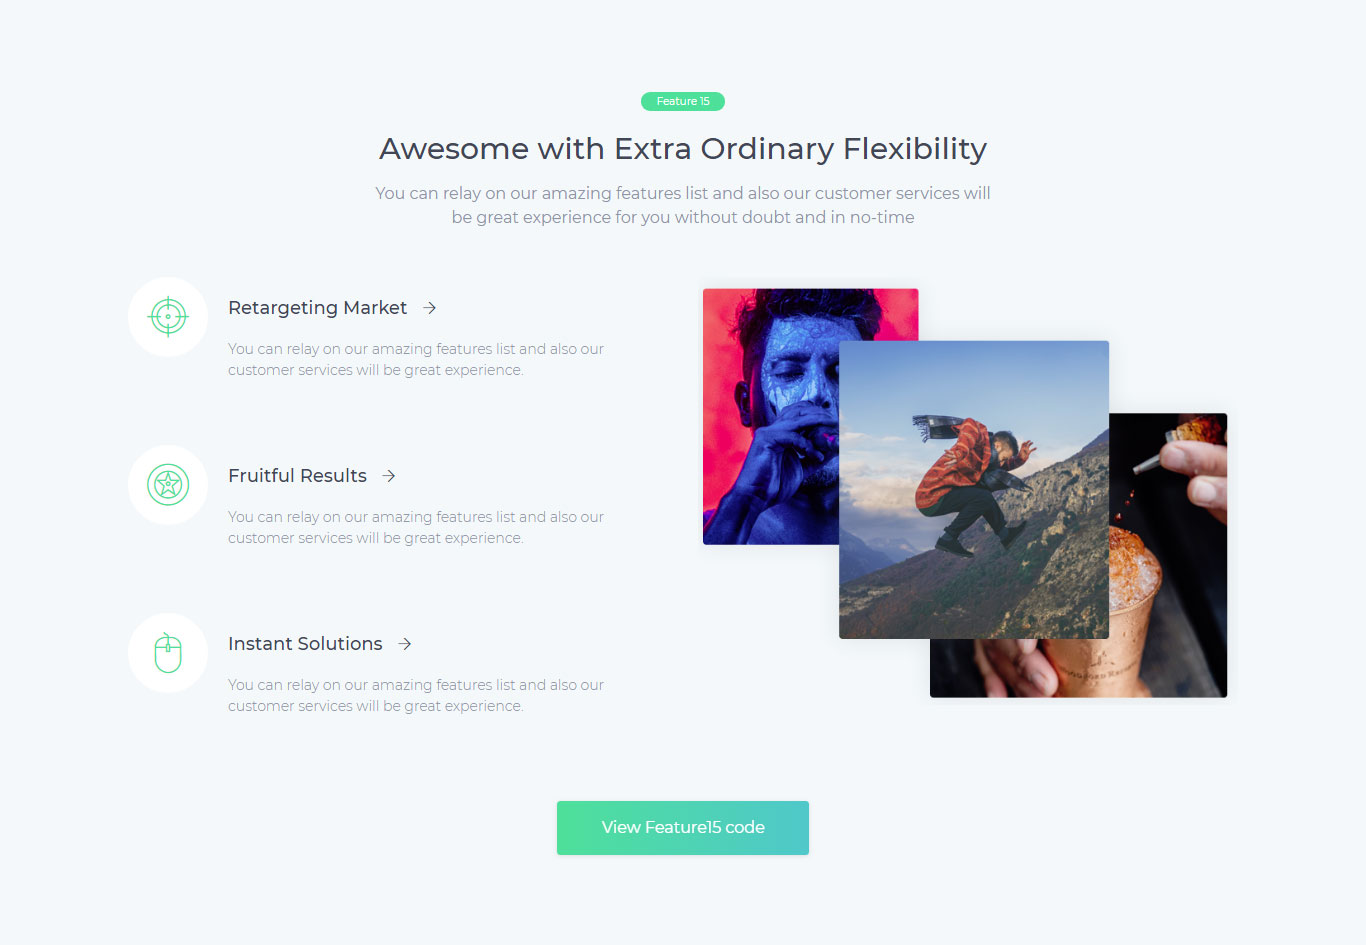 Feature 15
Awesome with Extra Ordinary Flexibility
You can relay on our amazing features list and also our customer services will
be great experience for you without doubt and in no-time
Retargeting Market
You can relay on our amazing features list and also our
customer services will be great experience.
Fruitful Results
You can relay on our amazing features list and also our
customer services will be great experience.
Instant Solutions
You can relay on our amazing features list and also our
customer services will be great experience.
View Feature15 code